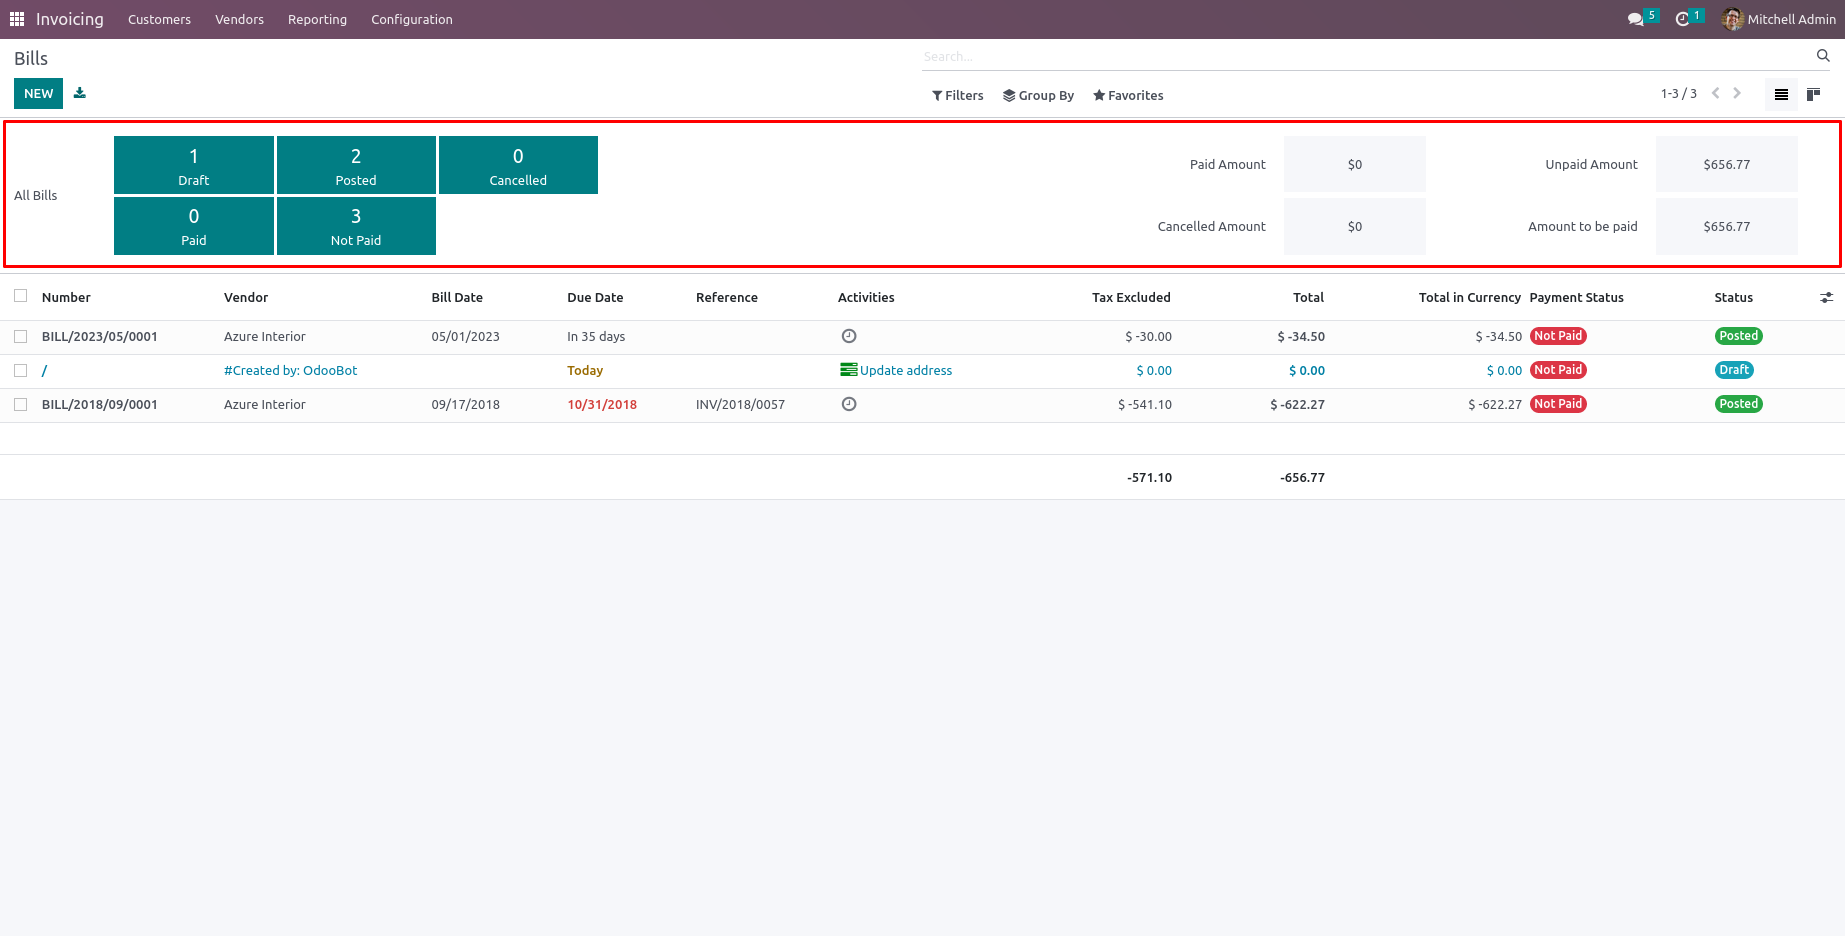 Invoicing Customers Vendors Reporting Configuration 5 1 Mitchell Admin
Bills
Search...
NEW
Filters Group By Favorites
1-3 / 3
All Bills
1
Draft
2
Posted
0
Cancelled
0
Paid
3
Not Paid
Paid Amount $0 Unpaid Amount $656.77
Cancelled Amount $0 Amount to be paid $656.77
Number Vendor Bill Date Due Date Reference Activities Tax Excluded Total Total in Currency Payment Status Status
BILL/2023/05/0001 Azure Interior 05/01/2023 In 35 days $ -30.00 $ -34.50 $ -34.50 Not Paid Posted
/ #Created by: OdooBot Today Update address $ 0.00 $ 0.00 $ 0.00 Not Paid Draft
BILL/2018/09/0001 Azure Interior 09/17/2018 10/31/2018 INV/2018/0057 $ -541.10 $ -622.27 $ -622.27 Not Paid Posted
-571.10 -656.77